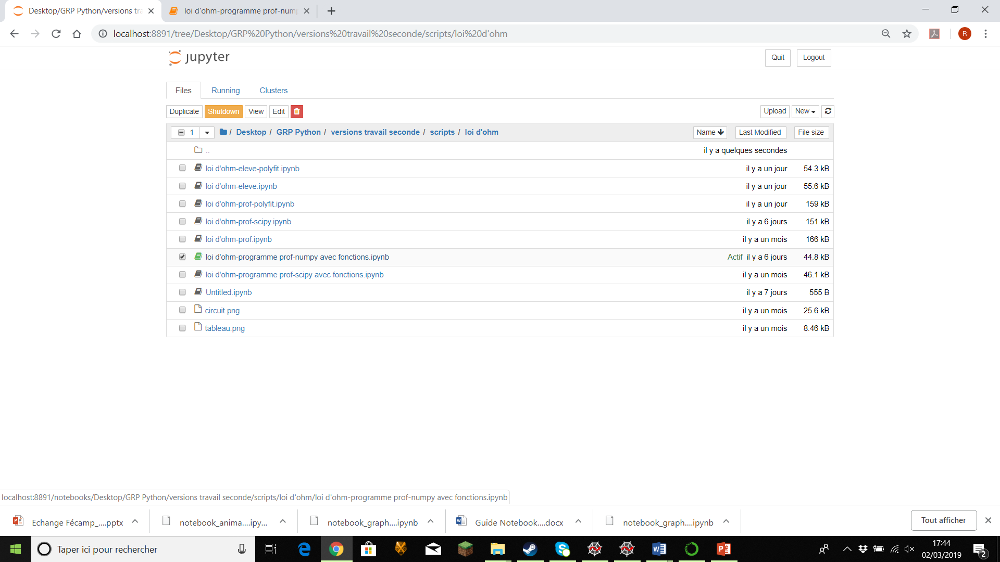 Desktop/GRP Python/versions tra
loi d'ohm-programme prof-nump
localhost:8891/tree/Desktop/GRP%20Python/versions%20travail%20seconde/scripts/loi%20d'ohm
R
jupyter
Quit
Logout
Files
Running
Clusters
Duplicate
Shutdown
View
Edit
Upload
New
1
/ Desktop / GRP Python / versions travail seconde / scripts / loi d'ohm
Name
Last Modified
File size
..
il y a quelques secondes
loi d'ohm-eleve-polyfit.ipynb il y a un jour 54.3 kB
loi d'ohm-eleve.ipynb il y a un jour 55.6 kB
loi d'ohm-prof-polyfit.ipynb il y a un jour 159 kB
loi d'ohm-prof-scipy.ipynb il y a 6 jours 151 kB
loi d'ohm-prof.ipynb il y a un mois 166 kB
loi d'ohm-programme prof-numpy avec fonctions.ipynb Actif il y a 6 jours 44.8 kB
loi d'ohm-programme prof-scipy avec fonctions.ipynb il y a un mois 46.1 kB
Untitled.ipynb il y a 7 jours 555 B
circuit.png il y a un mois 25.6 kB
tableau.png il y a un mois 8.46 kB
localhost:8891/notebooks/Desktop/GRP Python/versions travail seconde/scripts/loi d'ohm/loi d'ohm-programme prof-numpy avec fonctions.ipynb
Echange Fécamp_....pptx
notebook_anima....ipy...
notebook_graph....ipynb
Guide Notebook....docx
notebook_graph....ipynb
Tout afficher
Taper ici pour rechercher
17:44
02/03/2019
2